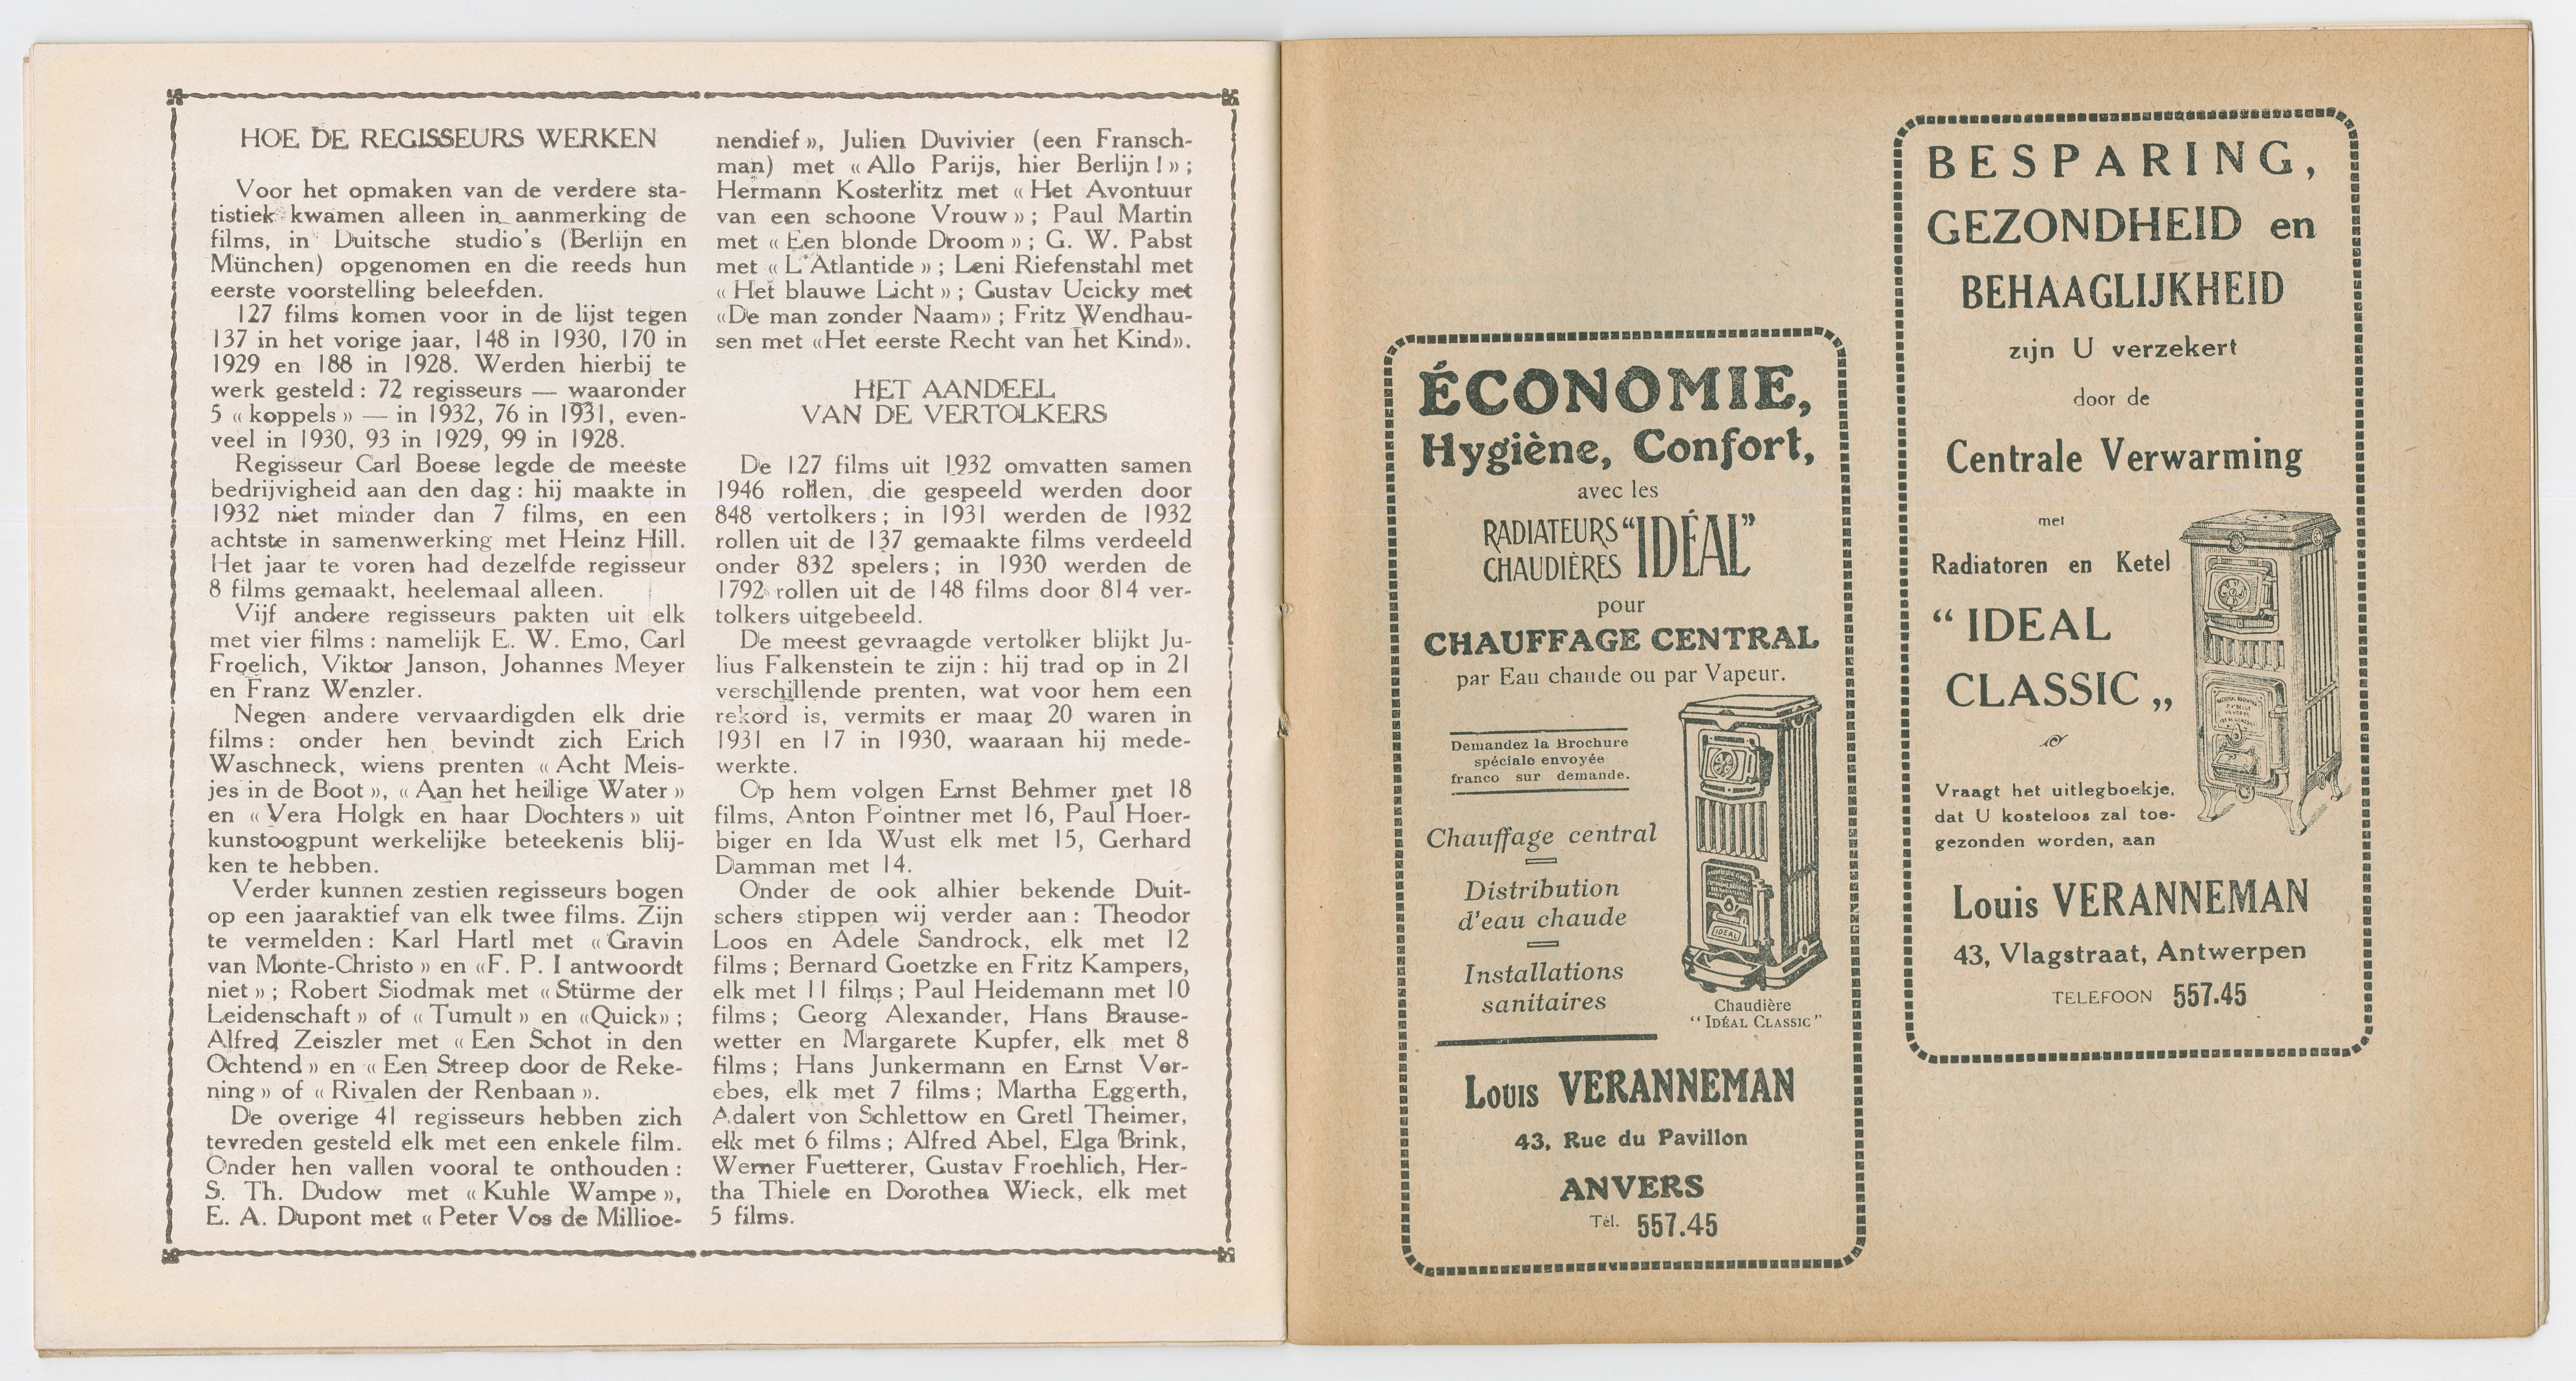 HOE DE REGISSEURS WERKEN
Voor het opmaken van de verdere sta-
tistiek kwamen alleen in aanmerking de
films, in Duitsche studio's (Berlijn en
München) opgenomen en die reeds hun
eerste voorstelling beleefden.
127 films komen voor in de lijst tegen
137 in het vorige jaar, 148 in 1930, 170 in
1929 en 188 in 1928. Werden hierbij te
werk gesteld : 72 regisseurs — waaronder
5 « koppels » — in 1932, 76 in 1931, even-
veel in 1930, 93 in 1929, 99 in 1928.
Regisseur Carl Boese legde de meeste
bedrijvigheid aan den dag : hij maakte in
1932 niet minder dan 7 films, en een
achtste in samenwerking met Heinz Hill.
Het jaar te voren had dezelfde regisseur
8 films gemaakt, heelemaal alleen.
Vijf andere regisseurs pakten uit elk
met vier films : namelijk E. W. Emo, Carl
Froelich, Viktor Janson, Johannes Meyer
en Franz Wenzler.
Negen andere vervaardigden elk drie
films : onder hen bevindt zich Erich
Waschneck, wiens prenten « Acht Meis-
jes in de Boot », « Aan het heilige Water »
en « Vera Holgk en haar Dochters » uit
kunstoogpunt werkelijke beteekenis blij-
ken te hebben.
Verder kunnen zestien regisseurs bogen
op een jaaraktief van elk twee films. Zijn
te vermelden : Karl Hartl met « Gravin
van Monte-Christo » en «F. P. I antwoordt
niet » ; Robert Siodmak met « Stürme der
Leidenschaft » of « Tumult » en «Quick» ;
Alfred Zeiszler met « Een Schot in den
Ochtend » en « Een Streep door de Reke-
ning » of « Rivalen der Renbaan ».
De overige 41 regisseurs hebben zich
tevreden gesteld elk met een enkele film.
Onder hen vallen vooral te onthouden :
S. Th. Dudow met « Kuhle Wampe »,
E. A. Dupont met « Peter Vos de Millioe-
nendief », Julien Duvivier (een Fransch-
man) met « Allo Parijs, hier Berlijn ! » ;
Hermann Kosterlitz met « Het Avontuur
van een schoone Vrouw » ; Paul Martin
met « Een blonde Droom » ; G. W. Pabst
met « L'Atlantide » ; Leni Riefenstahl met
« Het blauwe Licht » ; Gustav Ucicky met
«De man zonder Naam» ; Fritz Wendhau-
sen met «Het eerste Recht van het Kind».
HET AANDEEL
VAN DE VERTOLKERS
De 127 films uit 1932 omvatten samen
1946 rollen, die gespeeld werden door
848 vertolkers ; in 1931 werden de 1932
rollen uit de 137 gemaakte films verdeeld
onder 832 spelers ; in 1930 werden de
1792 rollen uit de 148 films door 814 ver-
tolkers uitgebeeld.
De meest gevraagde vertolker blijkt Ju-
lius Falkenstein te zijn : hij trad op in 21
verschillende prenten, wat voor hem een
rekord is, vermits er maar 20 waren in
1931 en 17 in 1930, waaraan hij mede-
werkte.
Op hem volgen Ernst Behmer met 18
films, Anton Pointner met 16, Paul Hoer-
biger en Ida Wust elk met 15, Gerhard
Damman met 14.
Onder de ook alhier bekende Duit-
schers stippen wij verder aan : Theodor
Loos en Adele Sandrock, elk met 12
films ; Bernard Goetzke en Fritz Kampers,
elk met 11 films ; Paul Heidemann met 10
films ; Georg Alexander, Hans Brause-
wetter en Margarete Kupfer, elk met 8
films ; Hans Junkermann en Ernst Ver-
ebes, elk met 7 films ; Martha Eggerth,
Adalert von Schlettow en Gretl Theimer,
elk met 6 films ; Alfred Abel, Elga Brink,
Werner Fuetterer, Gustav Froehlich, Her-
tha Thiele en Dorothea Wieck, elk met
5 films.
ÉCONOMIE,
Hygiène, Confort,
avec les
RADIATEURS
CHAUDIÈRES
“IDÉAL”
pour
CHAUFFAGE CENTRAL
par Eau chaude ou par Vapeur.
Demandez la Brochure
spéciale envoyée
franco sur demande.
Chauffage central
Distribution
d'eau chaude
Installations
sanitaires
IDEAL
Chaudière
“IDÉAL CLASSIC”
Louis VERANNEMAN
43, Rue du Pavillon
ANVERS
Tél. 557.45
BESPARING,
GEZONDHEID en
BEHAAGLIJKHEID
zijn U verzekert
door de
Centrale Verwarming
met
Radiatoren en Ketel
“ IDEAL
CLASSIC „
Vraagt het uitlegboekje,
dat U kosteloos zal toe-
gezonden worden, aan
Louis VERANNEMAN
43, Vlagstraat, Antwerpen
TELEFOON 557.45